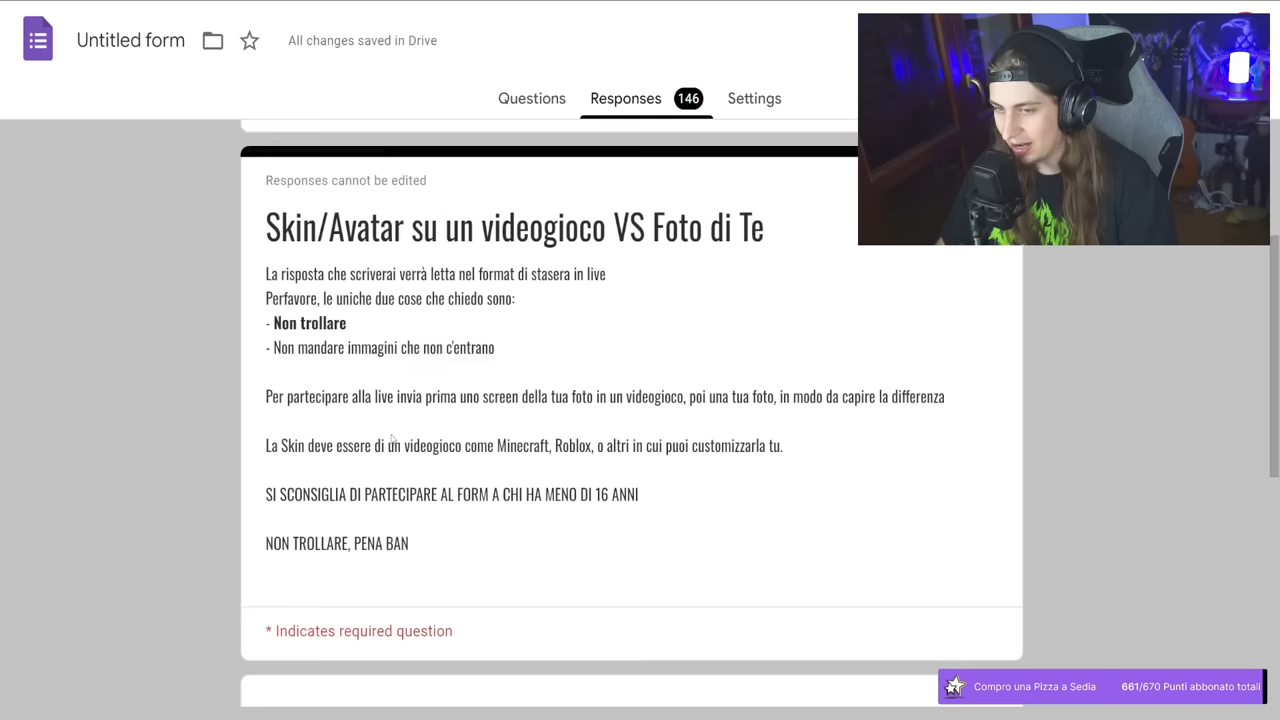 Untitled form
All changes saved in Drive
Questions
Responses
146
Settings
Responses cannot be edited
Skin/Avatar su un videogioco VS Foto di Te
La risposta che scriverai verrà letta nel format di stasera in live
Perfavore, le uniche due cose che chiedo sono:
- Non trollare
- Non mandare immagini che non c'entrano
Per partecipare alla live invia prima uno screen della tua foto in un videogioco, poi una tua foto, in modo da capire la differenza
La Skin deve essere di un videogioco come Minecraft, Roblox, o altri in cui puoi customizzarla tu.
SI SCONSIGLIA DI PARTECIPARE AL FORM A CHI HA MENO DI 16 ANNI
NON TROLLARE, PENA BAN
* Indicates required question
Compro una Pizza a Sedia
661/670 Punti abbonato totali